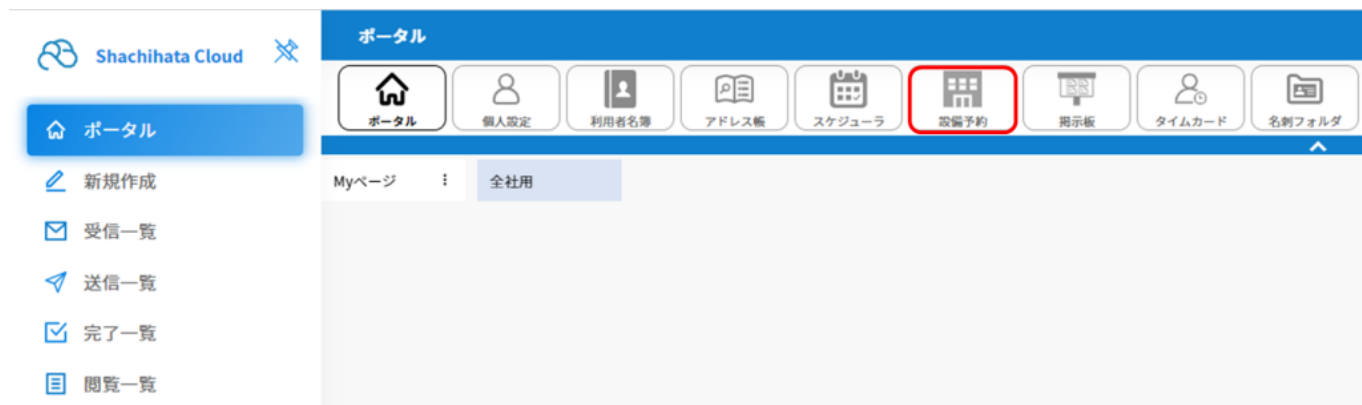 Shachihata Cloud
ポータル
新規作成
受信一覧
送信一覧
完了一覧
閲覧一覧
ポータル
ポータル
個人設定
利用者名簿
アドレス帳
スケジューラ
設備予約
掲示板
タイムカード
名刺フォルダ
Myページ
全社用